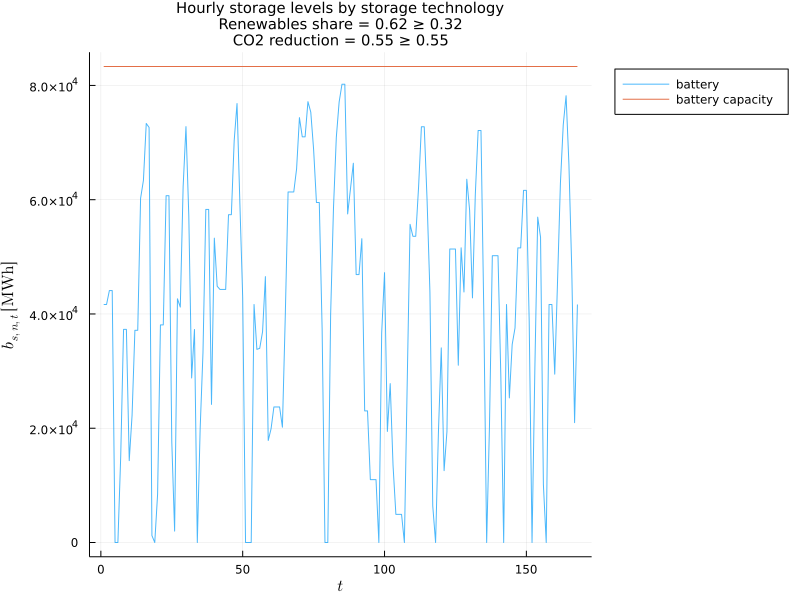 Hourly storage levels by storage technology
Renewables share = 0.62 ≥ 0.32
CO2 reduction = 0.55 ≥ 0.55
battery
battery capacity
8.0×10⁴
6.0×10⁴
4.0×10⁴
2.0×10⁴
0
b_{s,n,t} [MWh]
0 50 100 150
t